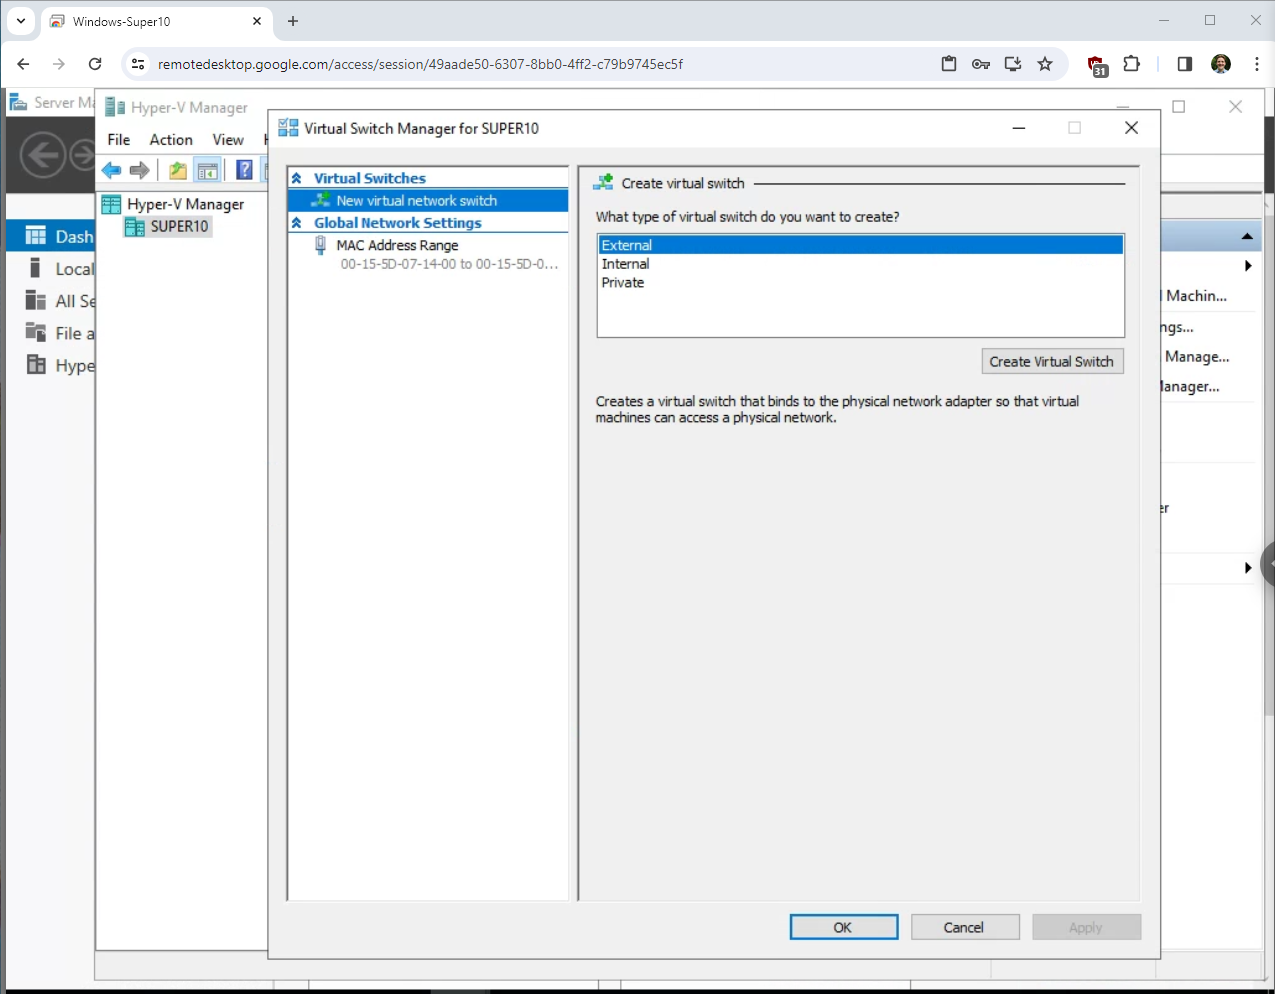 Windows-Super10
remotedesktop.google.com/access/session/49aade50-6307-8bb0-4ff2-c79b9745ec5f
31
Server Ma
Hyper-V Manager
File Action View H
Virtual Switch Manager for SUPER10
Hyper-V Manager
SUPER10
Dash
Local
All Se
File a
Hype
Virtual Switches
New virtual network switch
Global Network Settings
MAC Address Range
00-15-5D-07-14-00 to 00-15-5D-0...
Create virtual switch
What type of virtual switch do you want to create?
External
Internal
Private
Create Virtual Switch
Creates a virtual switch that binds to the physical network adapter so that virtual
machines can access a physical network.
l Machin...
ngs...
Manage...
Manager...
er
OK Cancel Apply